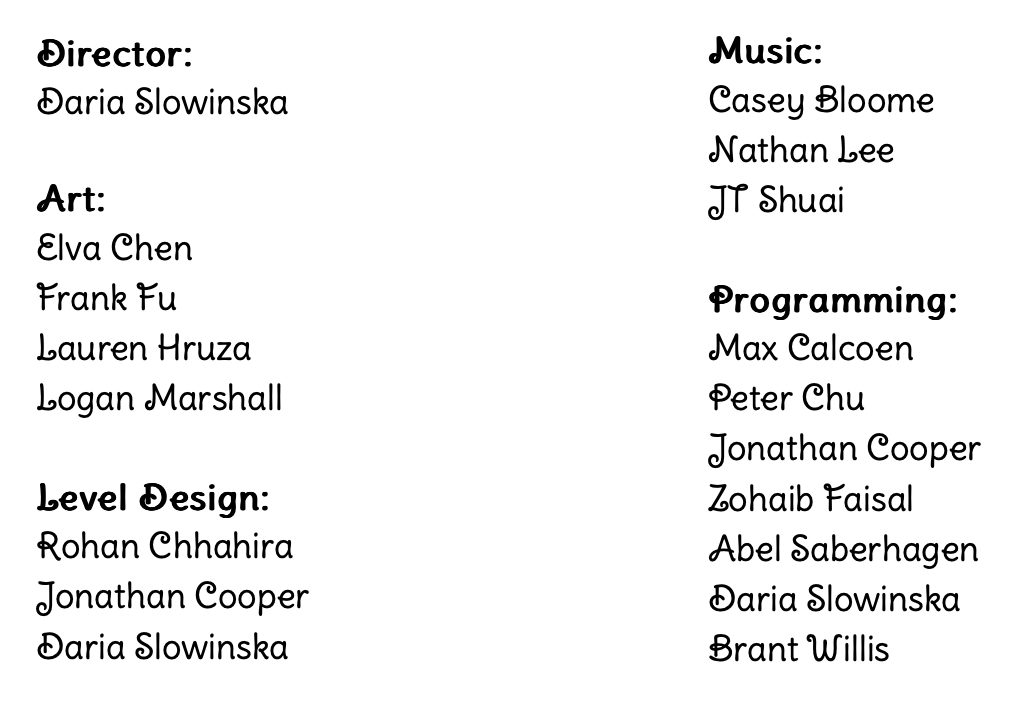 Director:
Daria Slowinska
Art:
Elva Chen
Frank Fu
Lauren Hruza
Logan Marshall
Level Design:
Rohan Chhahira
Jonathan Cooper
Daria Slowinska
Music:
Casey Bloome
Nathan Lee
JT Shuai
Programming:
Max Calcoen
Peter Chu
Jonathan Cooper
Zohaib Faisal
Abel Saberhagen
Daria Slowinska
Brant Willis